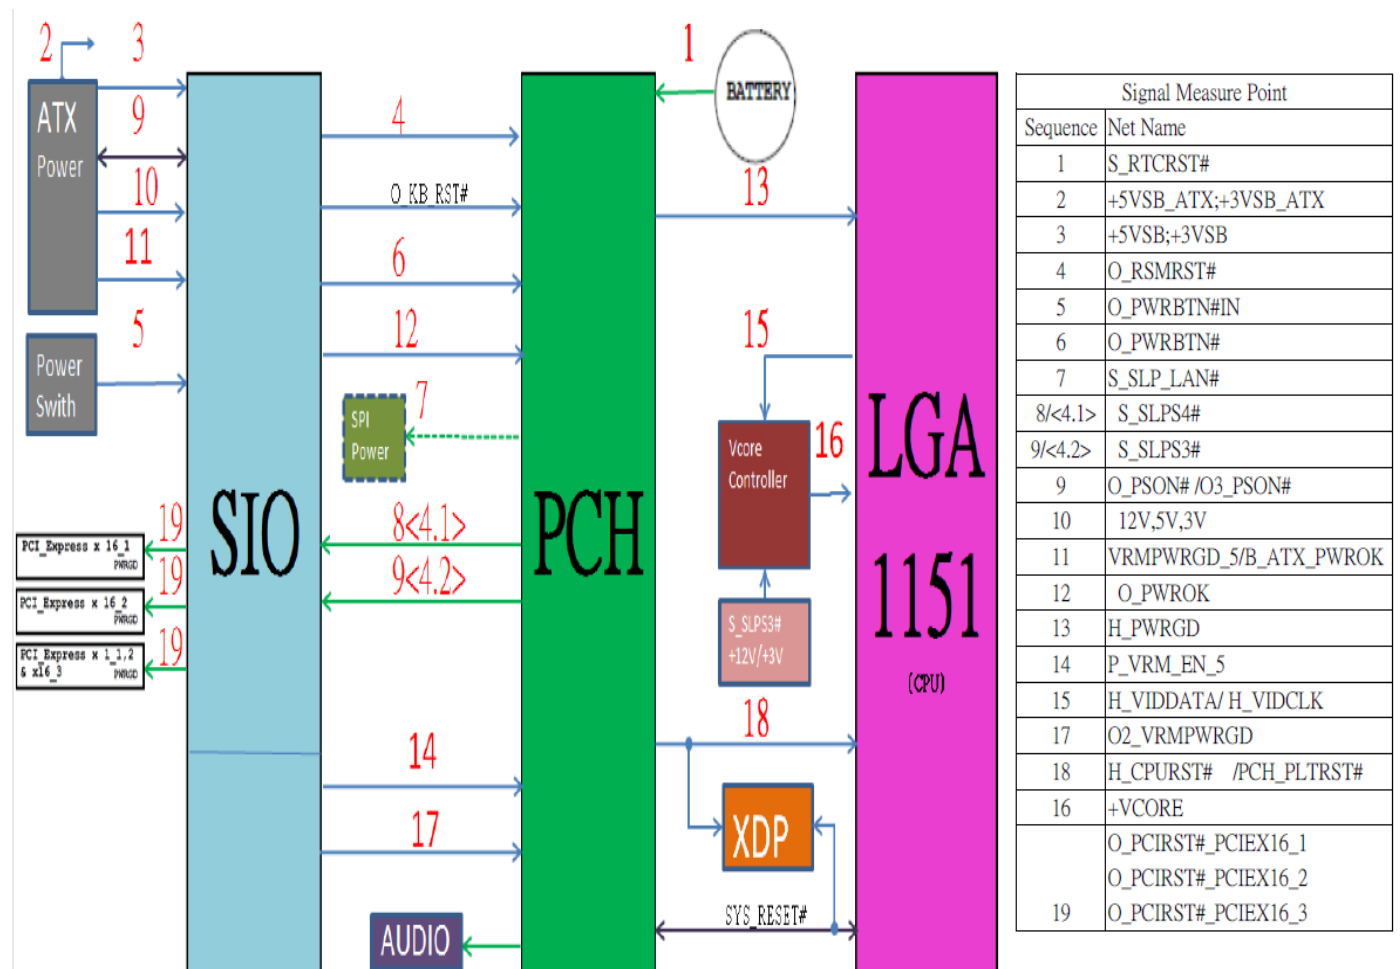 2
3
1
ATX
Power
9
10
11
4
BATTERY
O_KB_RST#
13
6
12
5
Power
Swith
15
7
SPI
Power
Vcore
Controller
16
LGA
1151
(CPU)
SIO
PCH
8<4.1>
9<4.2>
19
PCI_Express x 16_1
PWRGD
19
PCI_Express x 16_2
PWRGD
19
PCI_Express x 1_1,2
& x16_3
PWRGD
S_SLPS3#
+12V/+3V
18
14
17
XDP
SYS_RESET#
AUDIO
Signal Measure Point
Sequence Net Name
1 S_RTCRST#
2 +5VSB_ATX;+3VSB_ATX
3 +5VSB;+3VSB
4 O_RSMRST#
5 O_PWRBTN#IN
6 O_PWRBTN#
7 S_SLP_LAN#
8/<4.1> S_SLPS4#
9/<4.2> S_SLPS3#
9 O_PSON# /O3_PSON#
10 12V,5V,3V
11 VRMPWRGD_5/B_ATX_PWROK
12 O_PWROK
13 H_PWRGD
14 P_VRM_EN_5
15 H_VIDDATA/ H_VIDCLK
17 O2_VRMPWRGD
18 H_CPURST# /PCH_PLTRST#
16 +VCORE
O_PCIRST#_PCIEX16_1
O_PCIRST#_PCIEX16_2
19 O_PCIRST#_PCIEX16_3